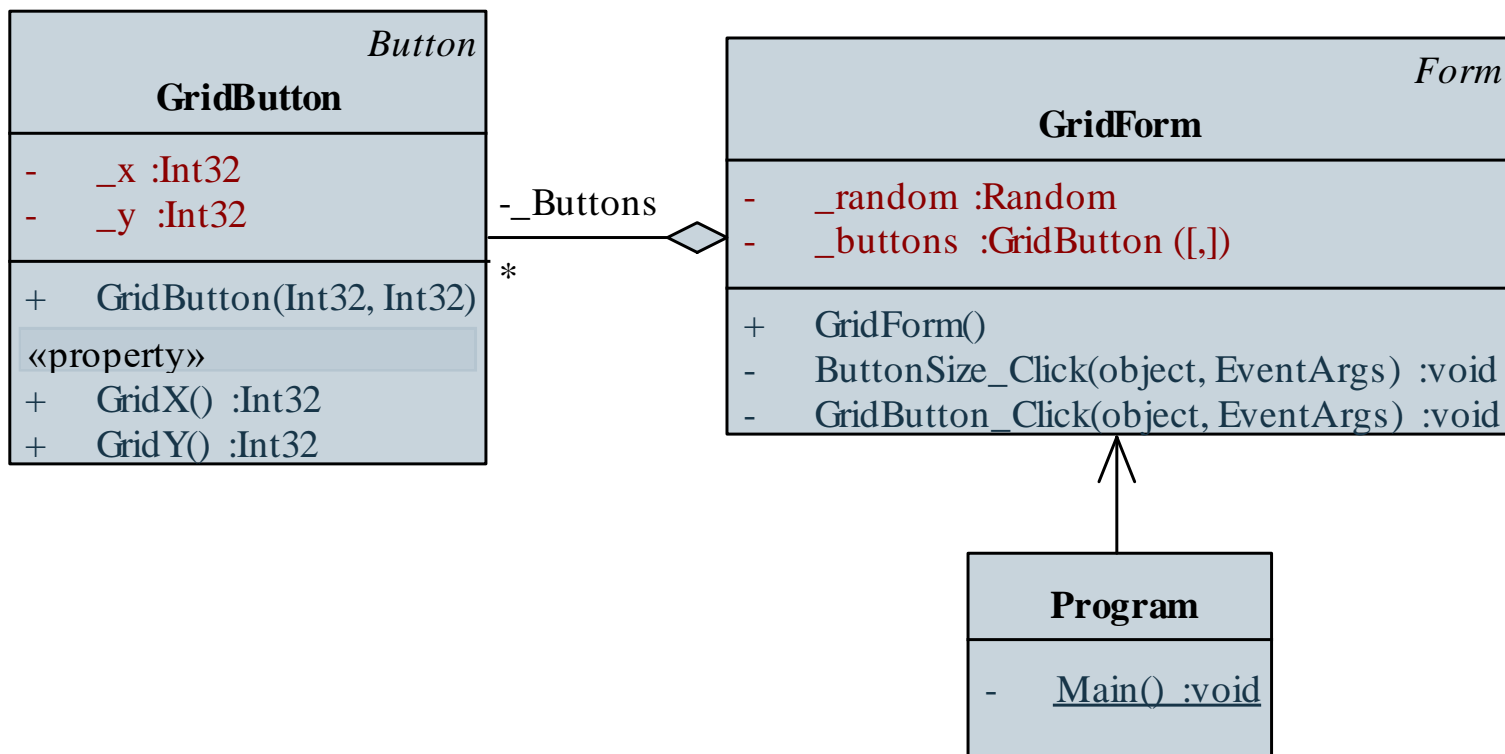 Button
GridButton
- _x :Int32
- _y :Int32
+ GridButton(Int32, Int32)
«property»
+ GridX() :Int32
+ GridY() :Int32
-_Buttons
*
Form
GridForm
- _random :Random
- _buttons :GridButton ([,])
+ GridForm()
- ButtonSize_Click(object, EventArgs) :void
- GridButton_Click(object, EventArgs) :void
Program
- Main() :void